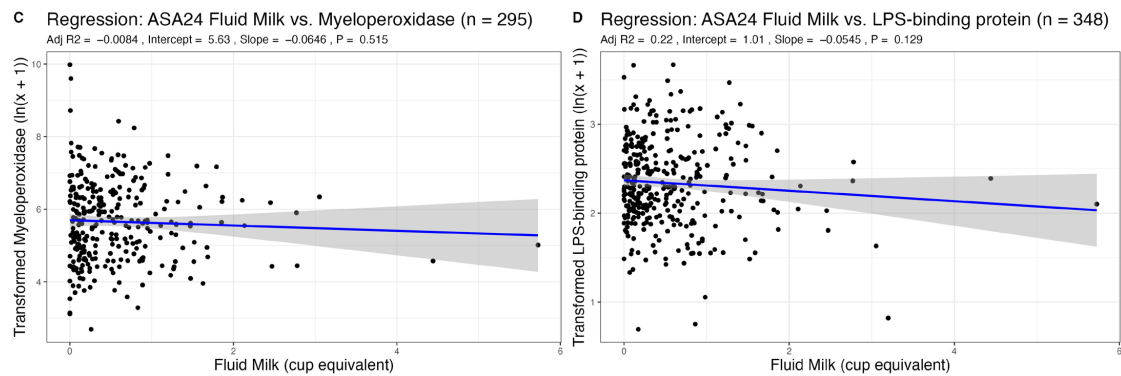 C Regression: ASA24 Fluid Milk vs. Myeloperoxidase (n = 295)
Adj R2 = −0.0084 , Intercept = 5.63 , Slope = −0.0646 , P = 0.515
Transformed Myeloperoxidase (ln(x + 1))
10
8
6
4
0
2
4
6
Fluid Milk (cup equivalent)
D Regression: ASA24 Fluid Milk vs. LPS-binding protein (n = 348)
Adj R2 = 0.22 , Intercept = 1.01 , Slope = −0.0545 , P = 0.129
Transformed LPS-binding protein (ln(x + 1))
3
2
1
0
2
4
6
Fluid Milk (cup equivalent)